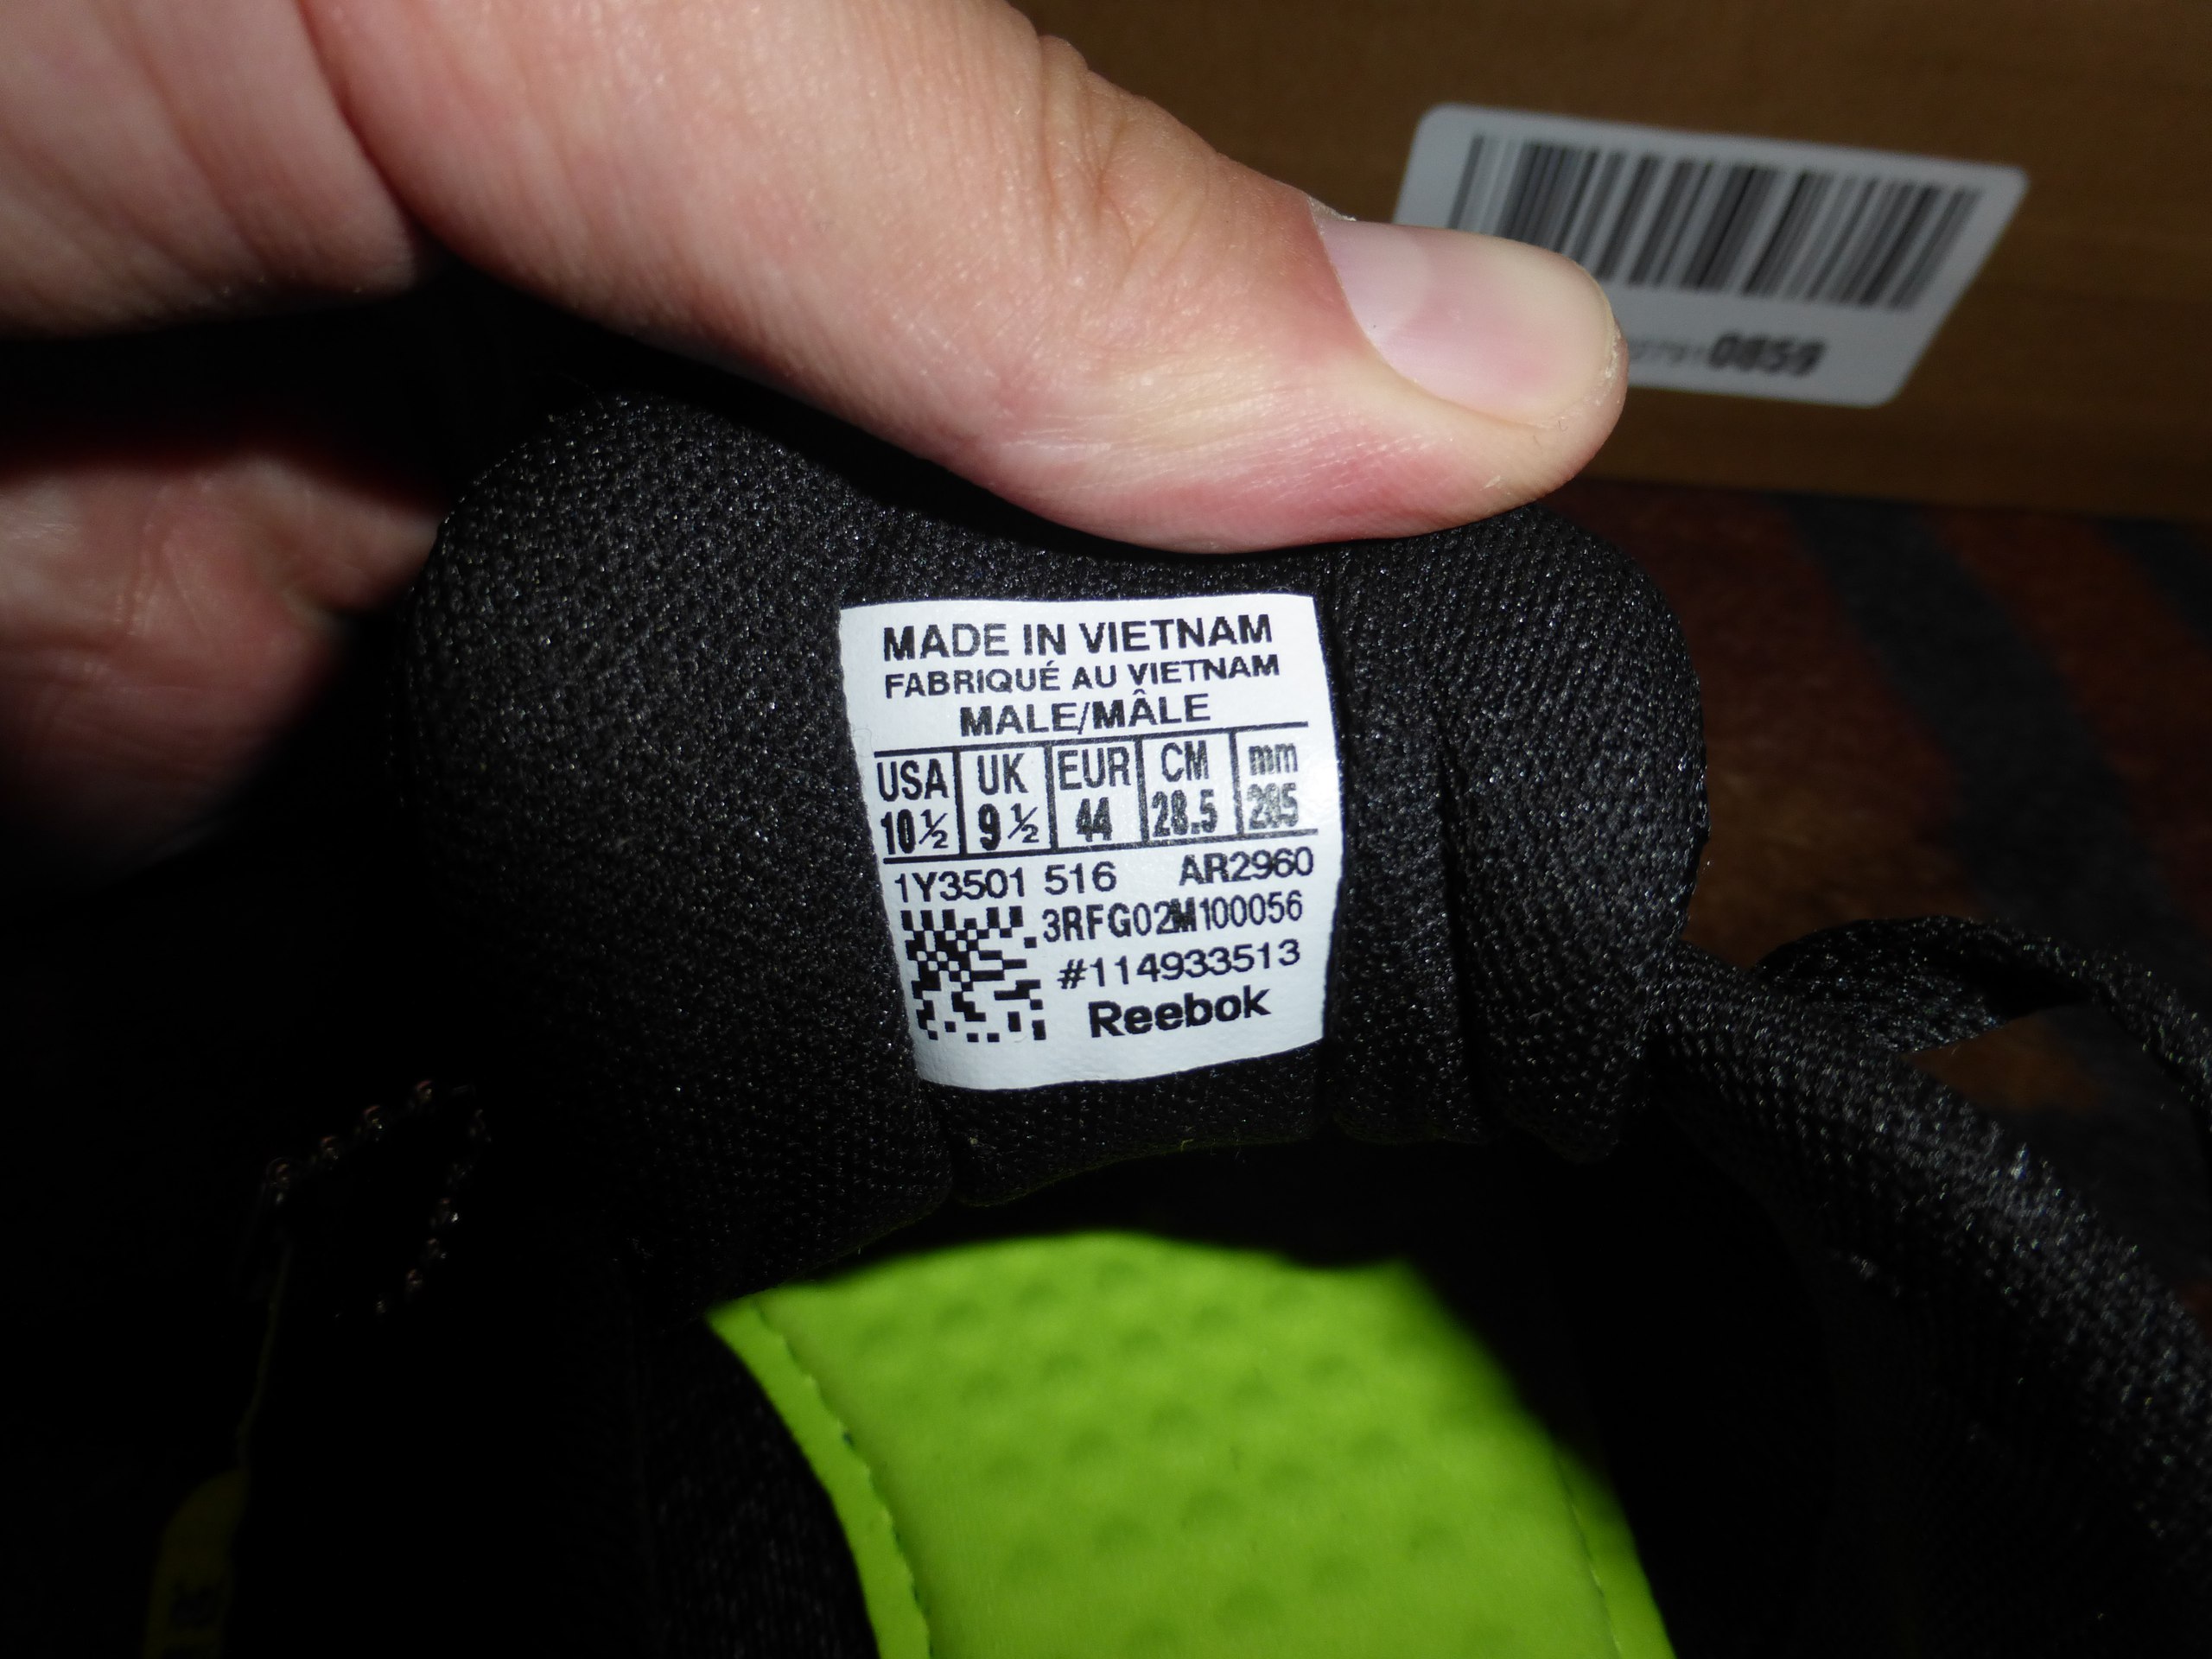 MADE IN VIETNAM
FABRIQUÉ AU VIETNAM
MALE/MÂLE
USA UK EUR CM mm
10½ 9½ 44 28.5 285
1Y3501 516 AR2960
3RFG02M100056
#114933513
Reebok
0859